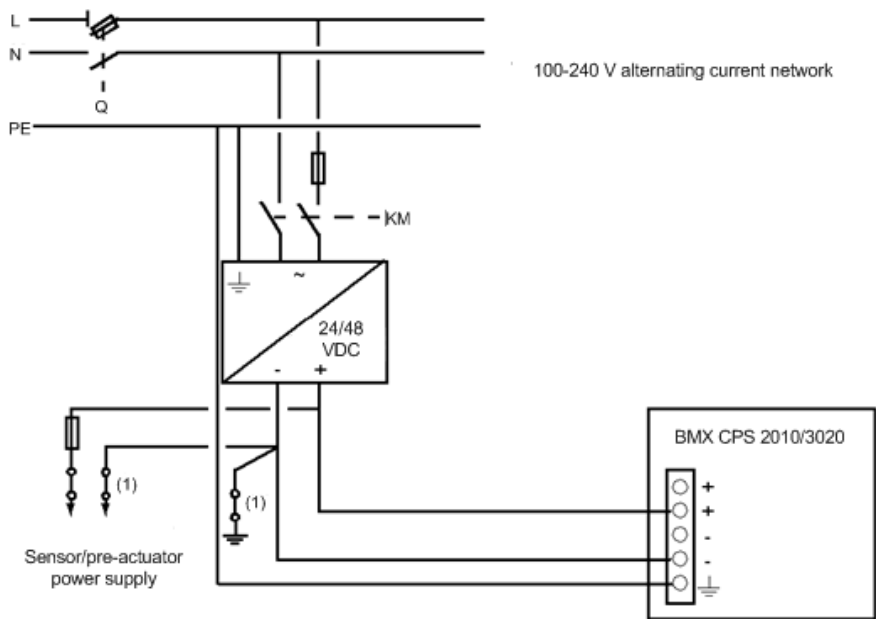 L
N
Q
PE
100-240 V alternating current network
KM
~
24/48
VDC
- +
(1)
(1)
Sensor/pre-actuator
power supply
BMX CPS 2010/3020
+
+
-
-